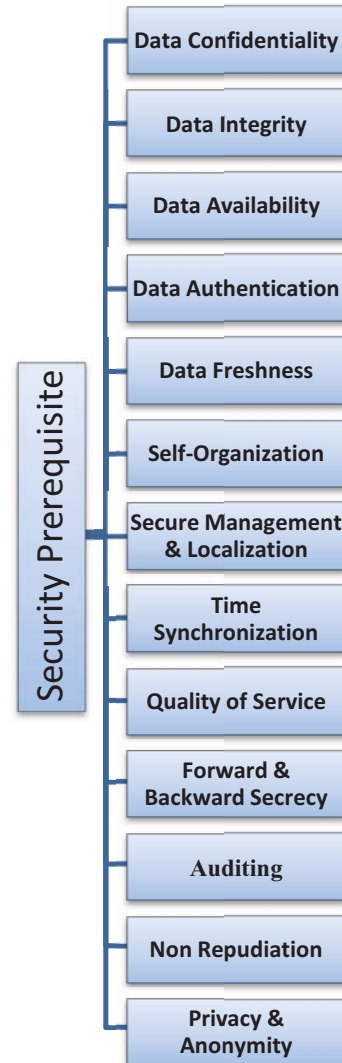 Security Prerequisite
Data Confidentiality
Data Integrity
Data Availability
Data Authentication
Data Freshness
Self-Organization
Secure Management
& Localization
Time
Synchronization
Quality of Service
Forward &
Backward Secrecy
Auditing
Non Repudiation
Privacy &
Anonymity